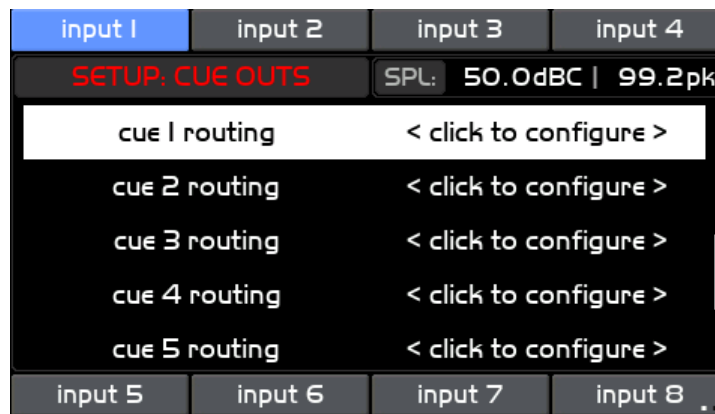 input 1 input 2 input 3 input 4
SETUP: CUE OUTS SPL: 50.0dBC | 99.2pk
cue 1 routing < click to configure >
cue 2 routing < click to configure >
cue 3 routing < click to configure >
cue 4 routing < click to configure >
cue 5 routing < click to configure >
input 5 input 6 input 7 input 8